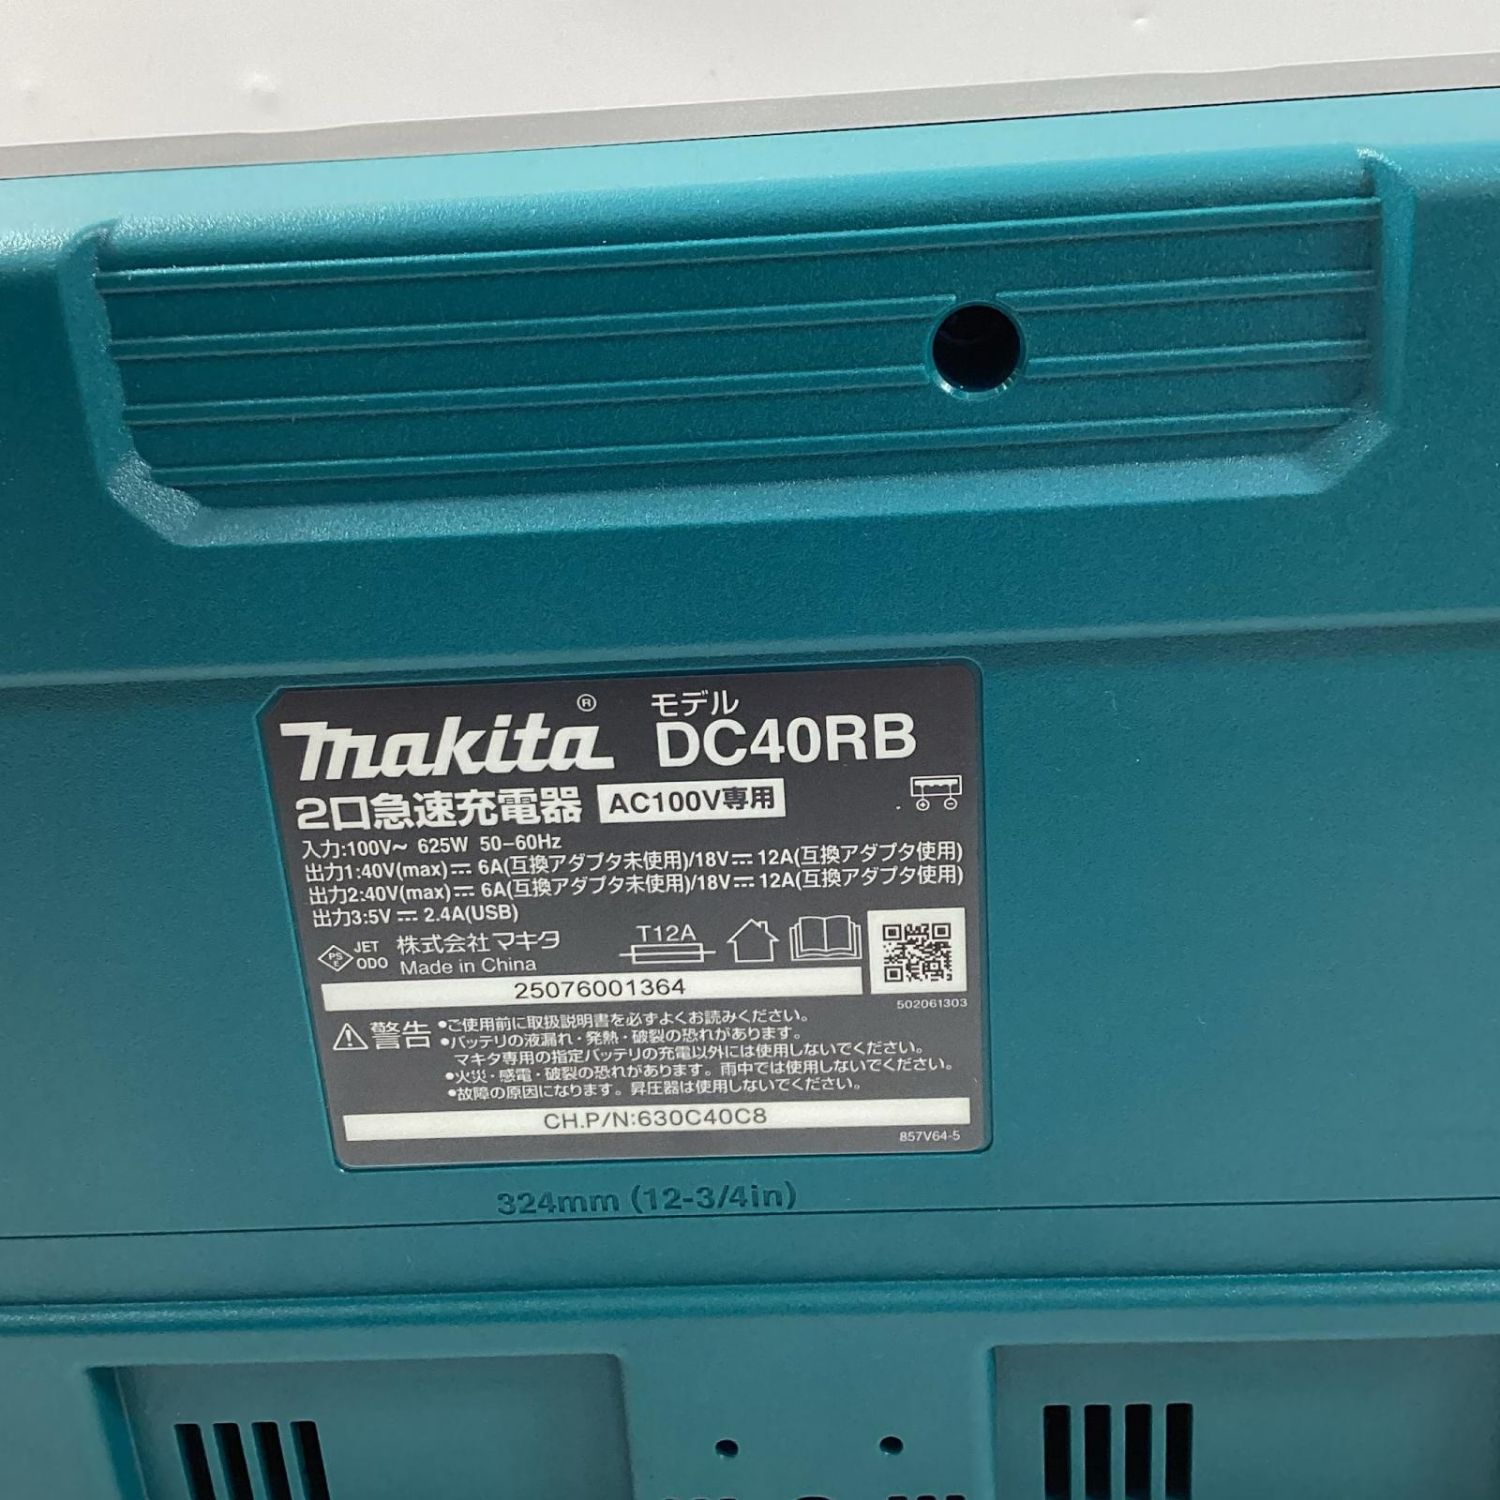 makita® モデル DC40RB
2口急速充電器 AC100V専用
入力:100V～ 625W 50-60Hz
出力1:40V(max)⎓ 6A(互換アダプタ未使用)/18V⎓ 12A(互換アダプタ使用)
出力2:40V(max)⎓ 6A(互換アダプタ未使用)/18V⎓ 12A(互換アダプタ使用)
出力3:5V⎓ 2.4A(USB)
PS E JET ODO 株式会社マキタ T12A
Made in China
25076001364
502061303
⚠警告 •ご使用前に取扱説明書を必ずよくお読みください。
•バッテリの液漏れ・発熱・破裂の恐れがあります。
マキタ専用の指定バッテリの充電以外には使用しないでください。
•火災・感電・破裂の恐れがあります。雨中では使用しないでください。
•故障の原因になります。昇圧器は使用しないでください。
CH.P/N:630C40C8
857V64-5
324mm (12-3/4in)